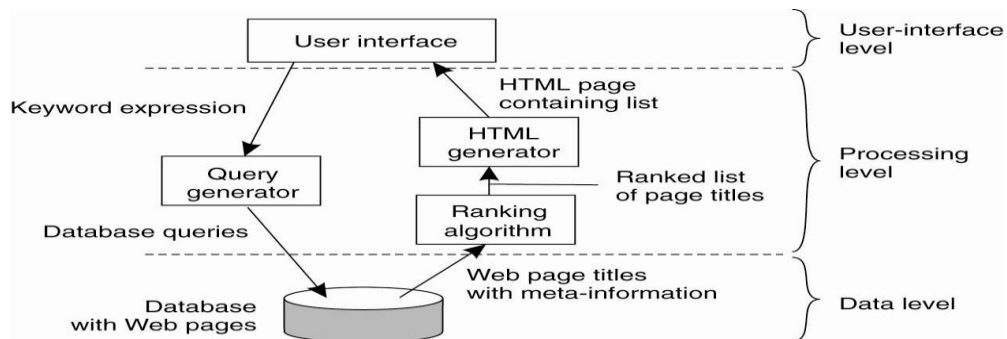 User interface
User-interface
level
Keyword expression
HTML page
containing list
HTML
generator
Query
generator
Ranked list
of page titles
Processing
level
Ranking
algorithm
Database queries
Web page titles
with meta-information
Database
with Web pages
Data level